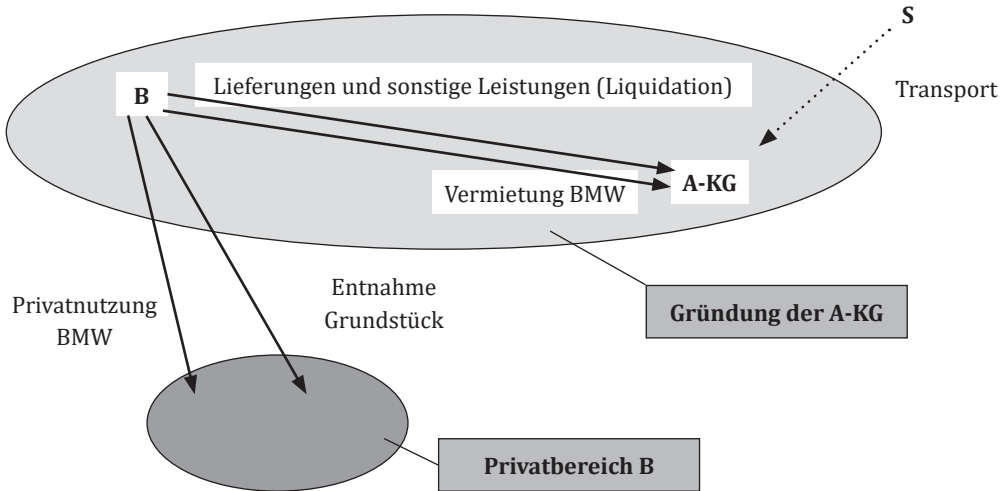 S
Lieferungen und sonstige Leistungen (Liquidation)
B
Transport
A-KG
Vermietung BMW
Privatnutzung
BMW
Entnahme
Grundstück
Gründung der A-KG
Privatbereich B